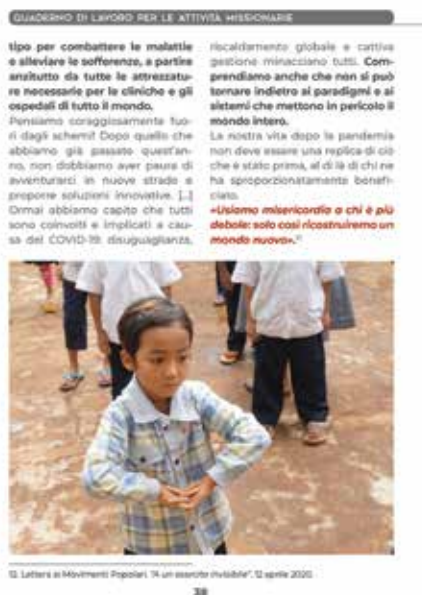 QUADERNO DI LAVORO PER LE ATTIVITÀ MISSIONARIE
tipo per combattere le malattie
e alleviare le sofferenze, a partire
anzitutto da tutte le attrezzatu-
re necessarie per le cliniche e gli
ospedali di tutto il mondo.
Pensiamo coraggiosamente fuo-
ri dagli schemi! Dopo quello che
abbiamo già passato quest'an-
no, non dobbiamo aver paura di
avventurarci in nuove strade e
proporre soluzioni innovative. [...]
Ormai abbiamo capito che tutti
sono coinvolti e implicati a cau-
sa del COVID-19: disuguaglianza,
riscaldamento globale e cattiva
gestione minacciano tutti. Com-
prendiamo anche che non si può
tornare indietro ai paradigmi e ai
sistemi che mettono in pericolo il
mondo intero.
La nostra vita dopo la pandemia
non deve essere una replica di ciò
che è stato prima, al di là di chi ne
ha sproporzionatamente benefi-
ciato.
«Usiamo misericordia a chi è più
debole: solo così ricostruiremo un
mondo nuovo».12
12. Lettera ai Movimenti Popolari, "A un esercito invisibile", 12 aprile 2020.
38